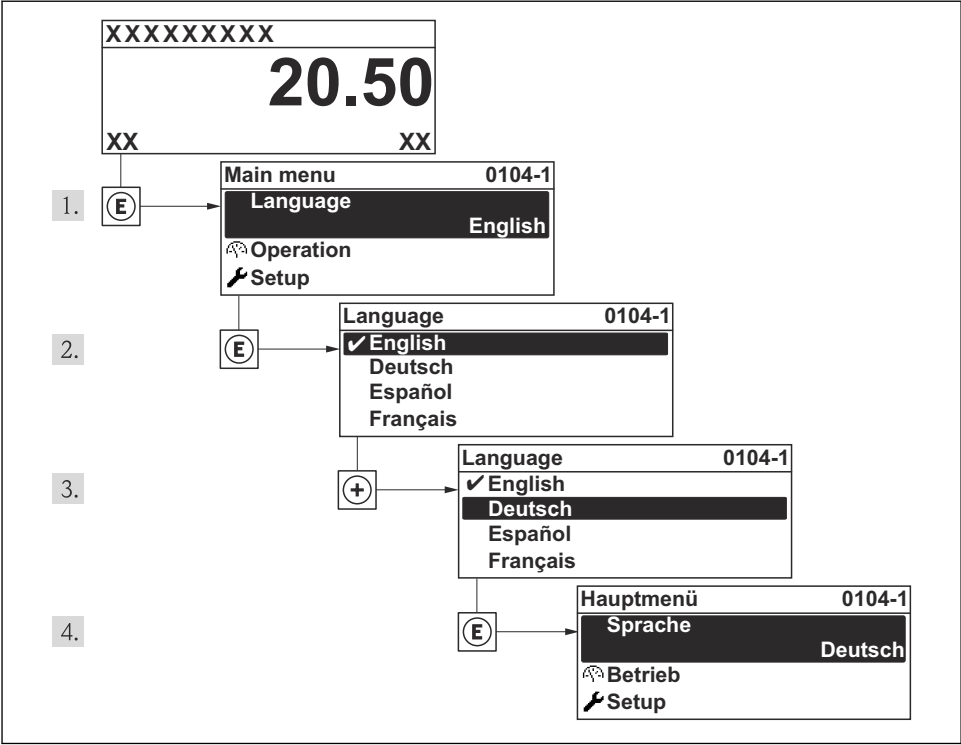 XXXXXXXXX
20.50
XX XX
Main menu 0104-1
1. E Language
English
Operation
Setup
Language 0104-1
2. E ✔ English
Deutsch
Español
Français
Language 0104-1
3. + ✔ English
Deutsch
Español
Français
Hauptmenü 0104-1
4. E Sprache
Deutsch
Betrieb
Setup